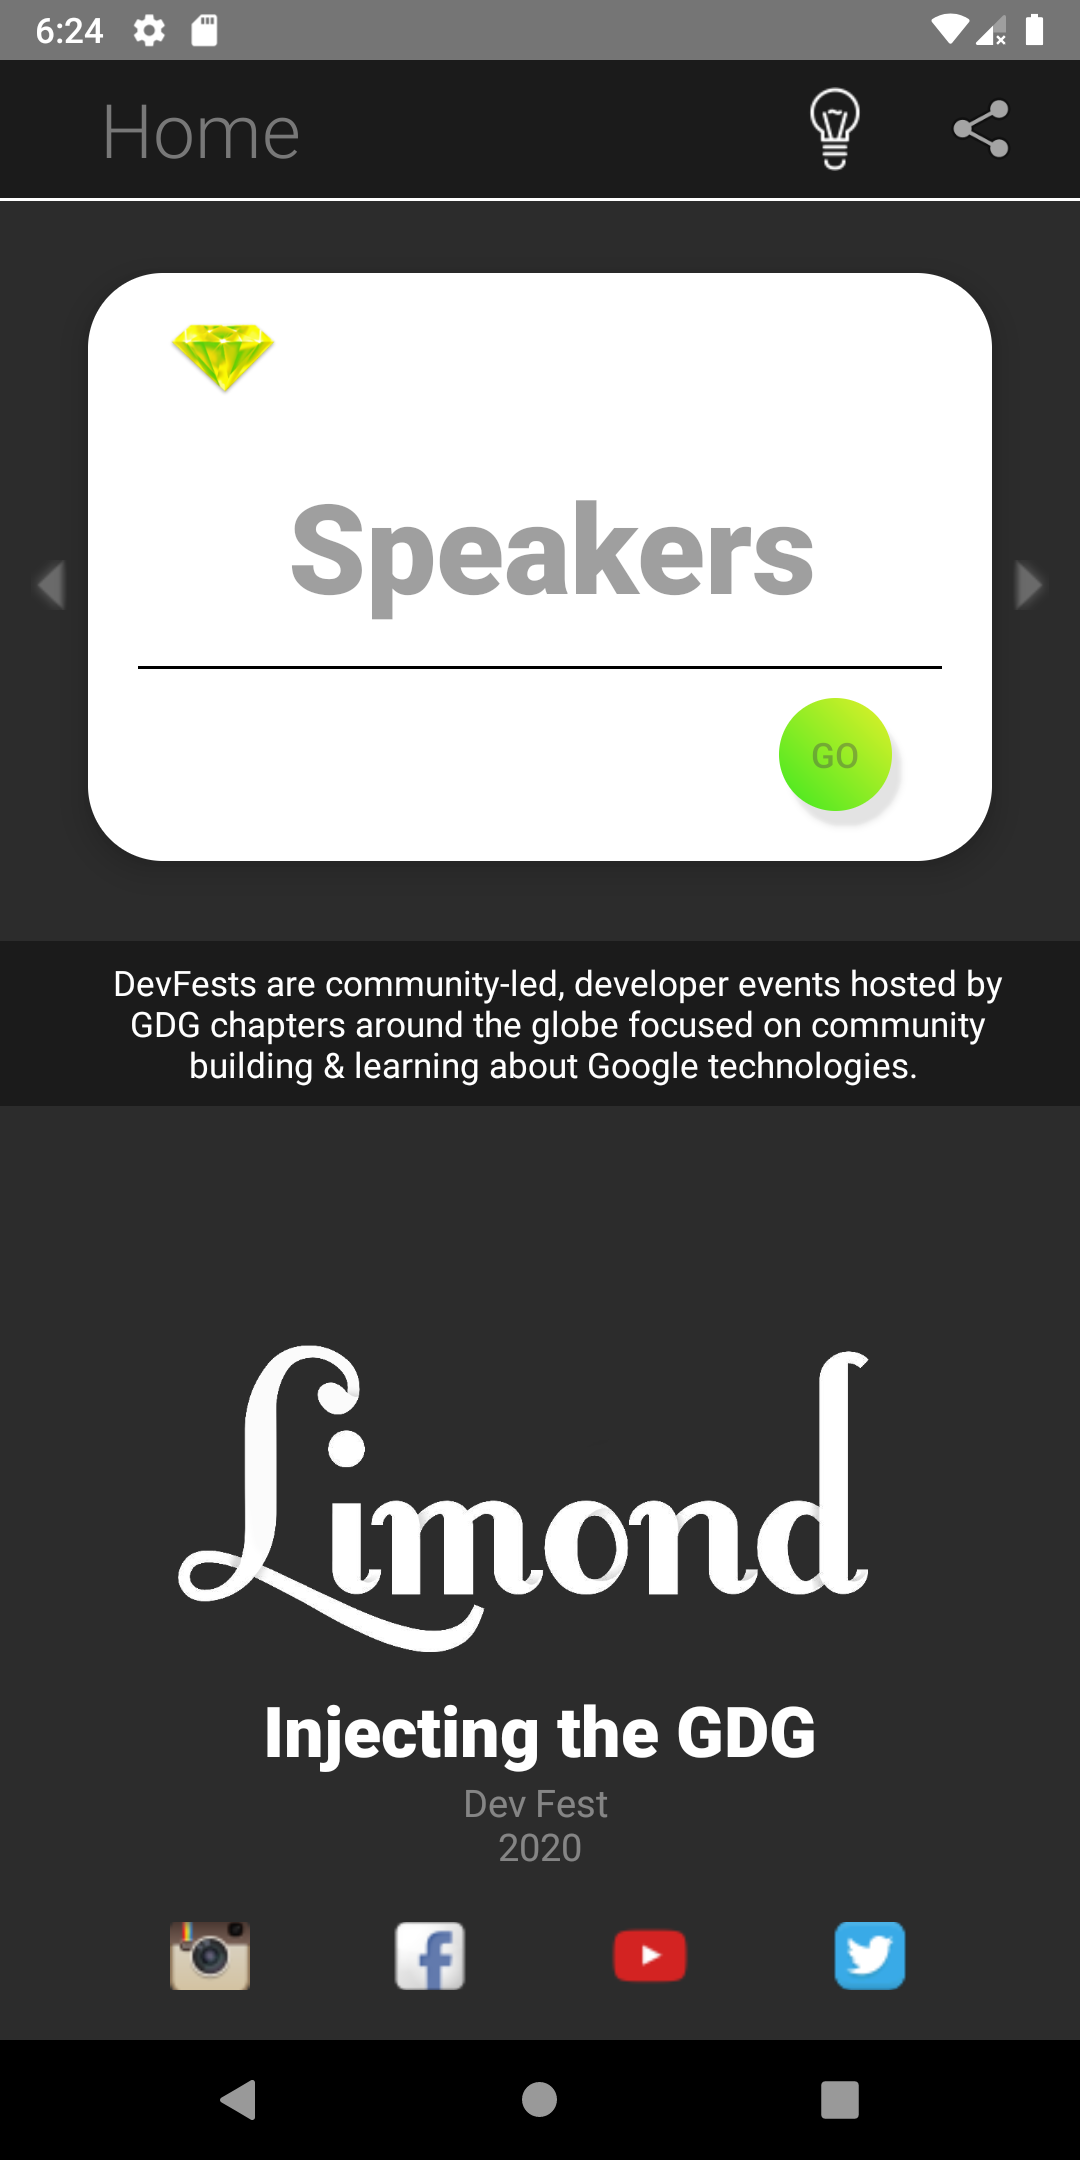 6:24
Home
Speakers
GO
DevFests are community-led, developer events hosted by
GDG chapters around the globe focused on community
building & learning about Google technologies.
Limond
Injecting the GDG
Dev Fest
2020